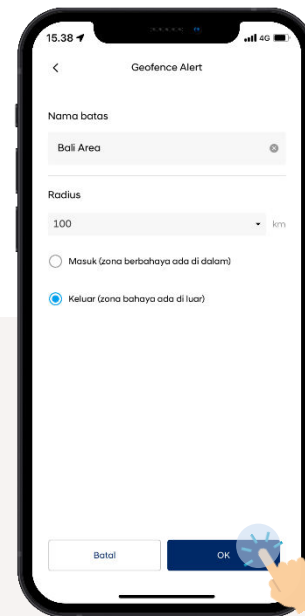 15.38
4G
Geofence Alert
Nama batas
Bali Area
Radius
100 km
Masuk (zona berbahaya ada di dalam)
Keluar (zona bahaya ada di luar)
Batal OK